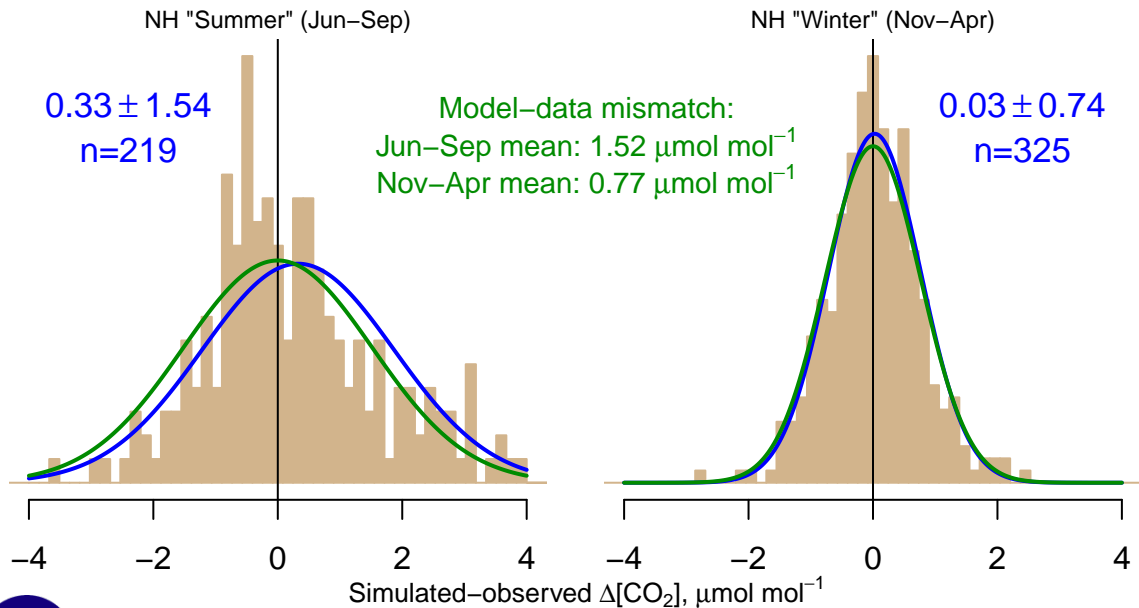 NH "Summer" (Jun−Sep)
0.33 ± 1.54
n=219
Model−data mismatch:
Jun−Sep mean: 1.52 μmol mol⁻¹
Nov−Apr mean: 0.77 μmol mol⁻¹
NH "Winter" (Nov−Apr)
0.03 ± 0.74
n=325
−4 −2 0 2 4
−4 −2 0 2 4
Simulated−observed Δ[CO₂], μmol mol⁻¹